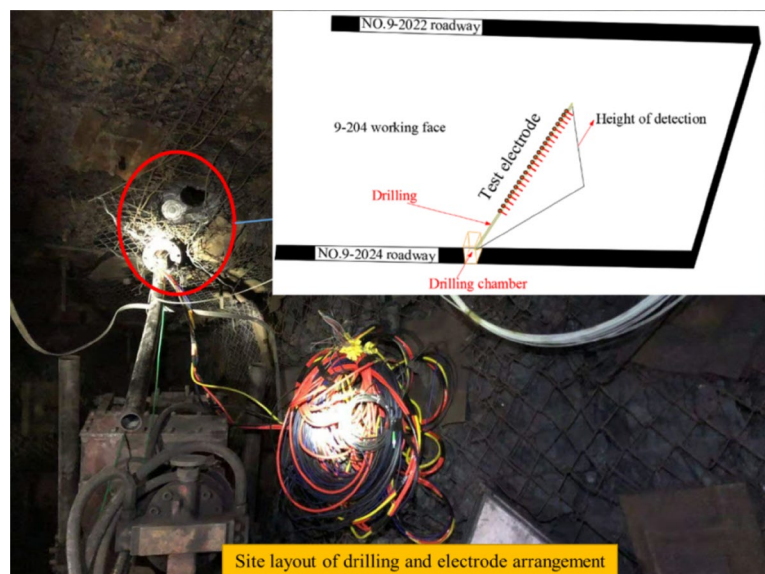 NO.9-2022 roadway
9-204 working face
Test electrode
Height of detection
Drilling
NO.9-2024 roadway
Drilling chamber
Site layout of drilling and electrode arrangement